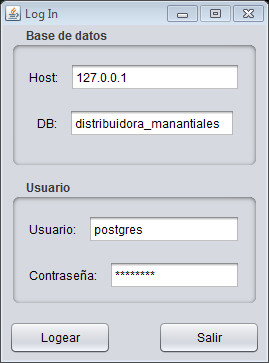 Log In
Base de datos
Host: 127.0.0.1
DB: distribuidora_manantiales
Usuario
Usuario: postgres
Contraseña: ********
Logear Salir